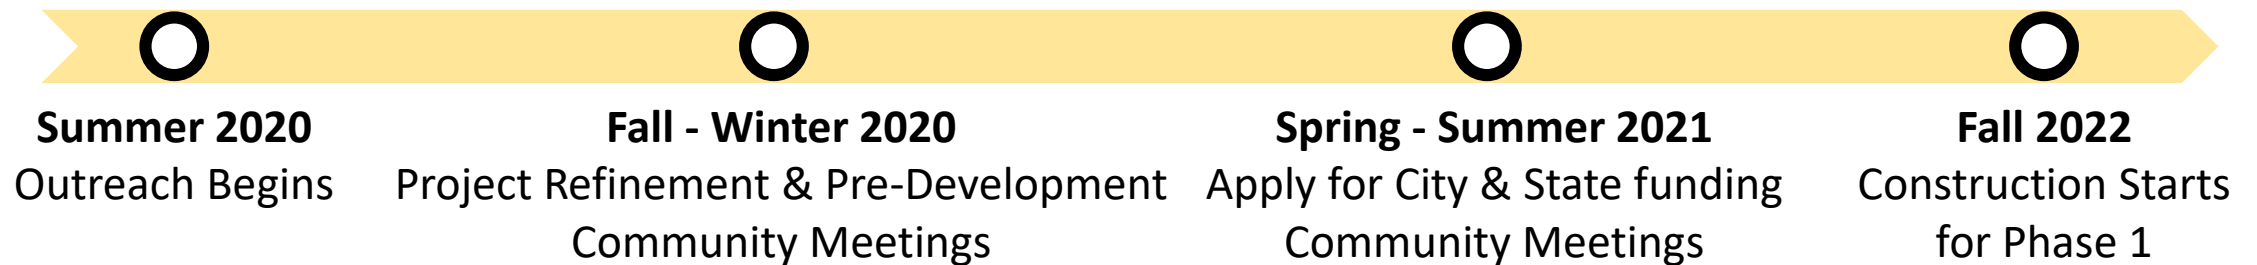 Summer 2020
Outreach Begins
Fall - Winter 2020
Project Refinement & Pre-Development
Community Meetings
Spring - Summer 2021
Apply for City & State funding
Community Meetings
Fall 2022
Construction Starts
for Phase 1